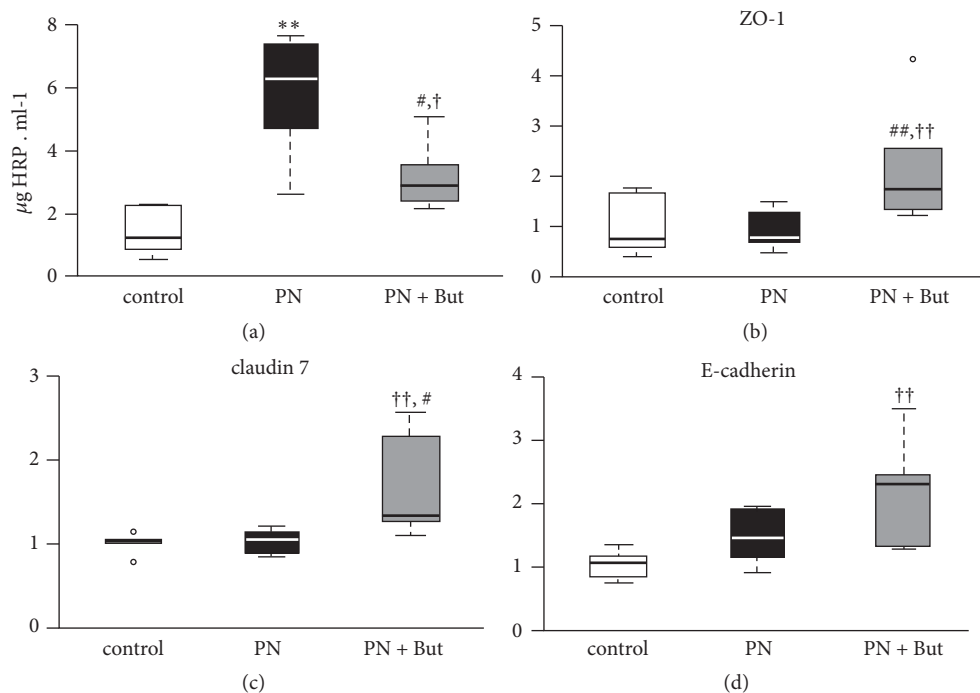 8
6
4
2
0
µg HRP . ml-1
**
#,†
control
PN
PN + But
(a)
ZO-1
5
4
3
2
1
0
##,††
control
PN
PN + But
(b)
claudin 7
3
2
1
0
††, #
control
PN
PN + But
(c)
E-cadherin
4
3
2
1
0
††
control
PN
PN + But
(d)